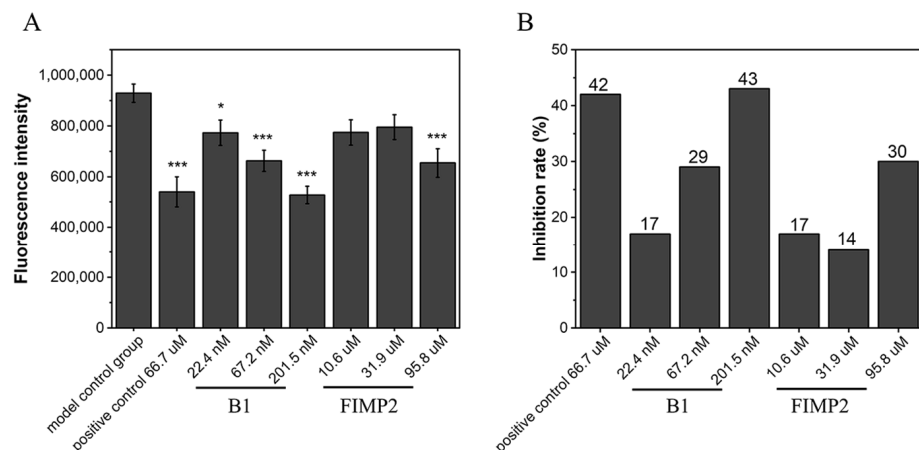 A
Fluorescence intensity
1,000,000
800,000
600,000
400,000
200,000
0
*
***
***
***
***
model control group
positive control 66.7 uM
22.4 nM
67.2 nM
201.5 nM
10.6 uM
31.9 uM
95.8 uM
B1
FIMP2
B
Inhibition rate (%)
50
40
30
20
10
0
42
17
29
43
17
14
30
positive control 66.7 uM
22.4 nM
67.2 nM
201.5 nM
10.6 uM
31.9 uM
95.8 uM
B1
FIMP2